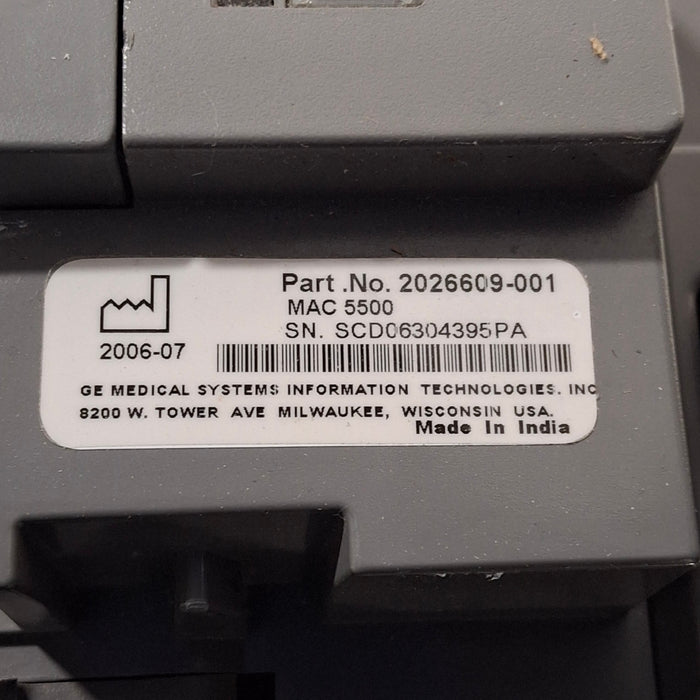 Part .No. 2026609-001
MAC 5500
SN. SCD06304395PA
2006-07
GE MEDICAL SYSTEMS INFORMATION TECHNOLOGIES. INC
8200 W. TOWER AVE MILWAUKEE, WISCONSIN USA.
Made In India